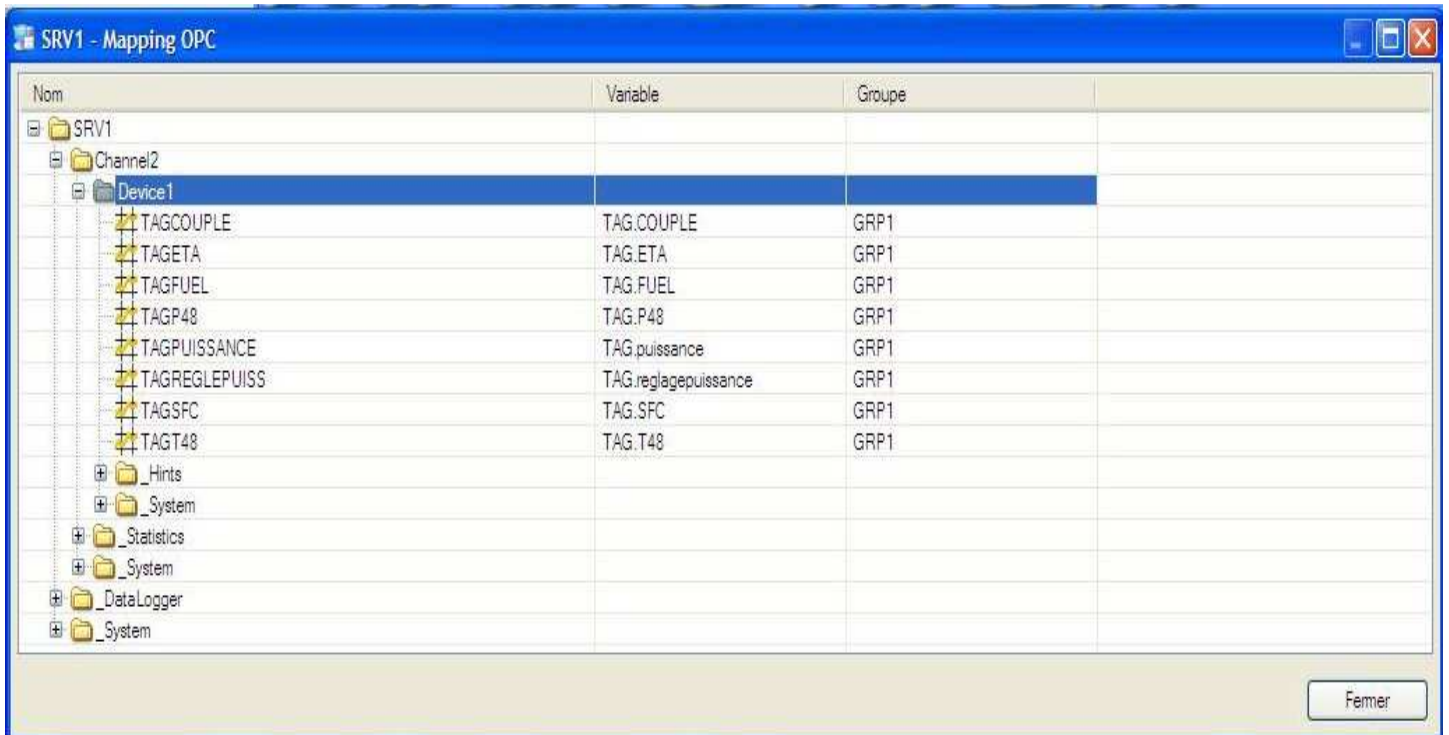 SRV1 - Mapping OPC
Nom Variable Groupe
SRV1
Channel2
Device1
TAGCOUPLE TAG.COUPLE GRP1
TAGETA TAG.ETA GRP1
TAGFUEL TAG.FUEL GRP1
TAGP48 TAG.P48 GRP1
TAGPUISSANCE TAG.puissance GRP1
TAGREGLEPUISS TAG.reglagepuissance GRP1
TAGSFC TAG.SFC GRP1
TAGT48 TAG.T48 GRP1
_Hints
_System
_Statistics
_System
_DataLogger
_System
Fermer